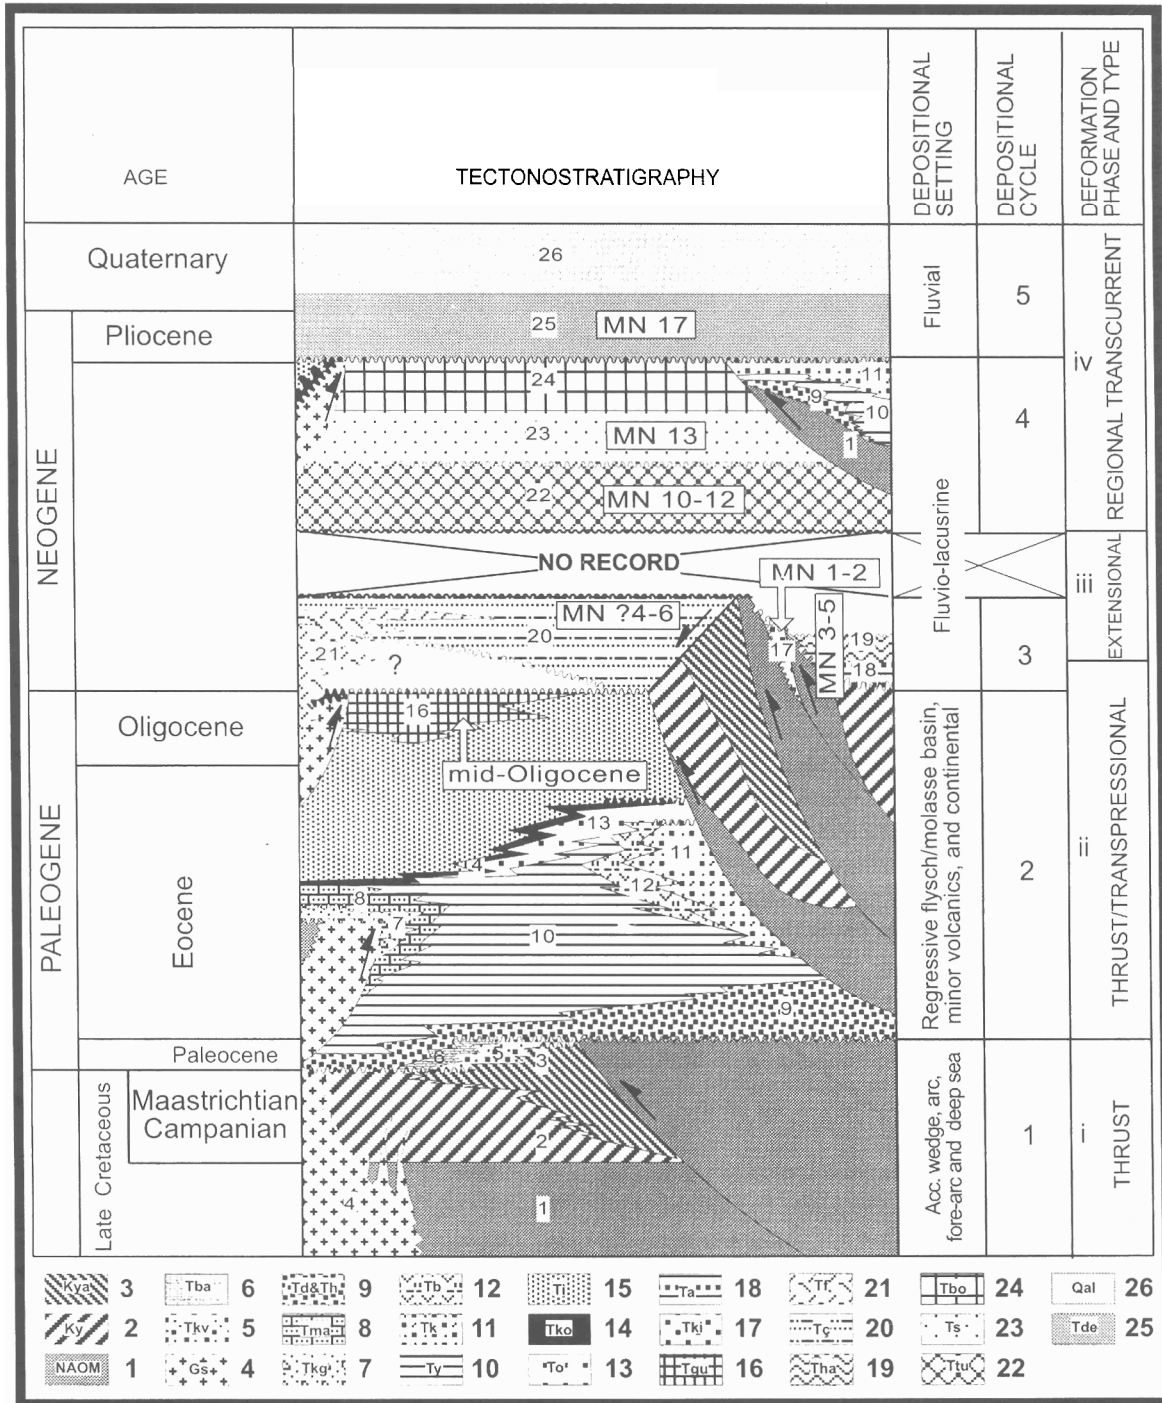 AGE
TECTONOSTRATIGRAPHY
DEPOSITIONAL
SETTING
DEPOSITIONAL
CYCLE
DEFORMATION
PHASE AND TYPE
Quaternary
26
Fluvial
5
REGIONAL TRANSCURRENT
NEOGENE
Pliocene
25
MN 17
iv
24
11
9
10
1
4
23
MN 13
22
MN 10-12
Fluvio-lacusrine
NO RECORD
MN 1-2
iii
EXTENSIONAL
MN ?4-6
MN 3-5
20
17
19
18
21
?
3
PALEOGENE
Oligocene
16
mid-Oligocene
Regressive flysch/molasse basin,
minor volcanics, and continental
2
ii
THRUST/TRANSPRESSIONAL
Eocene
13
11
14
12
8
7
10
9
Paleocene
6
5
3
Late Cretaceous
Maastrichtian
Campanian
2
4
1
Acc. wedge, arc,
fore-arc and deep sea
1
i
THRUST
Kya 3 Tba 6 Td&Th 9 Tb 12 Ti 15 Ta 18 Tf 21 Tbo 24 Qal 26
Ky 2 Tkv 5 Tma 8 Tk 11 Tko 14 Tki 17 Tç 20 Ts 23 Tde 25
NAOM 1 Gs 4 Tkg 7 Ty 10 To 13 Tgu 16 Tha 19 Ttu 22